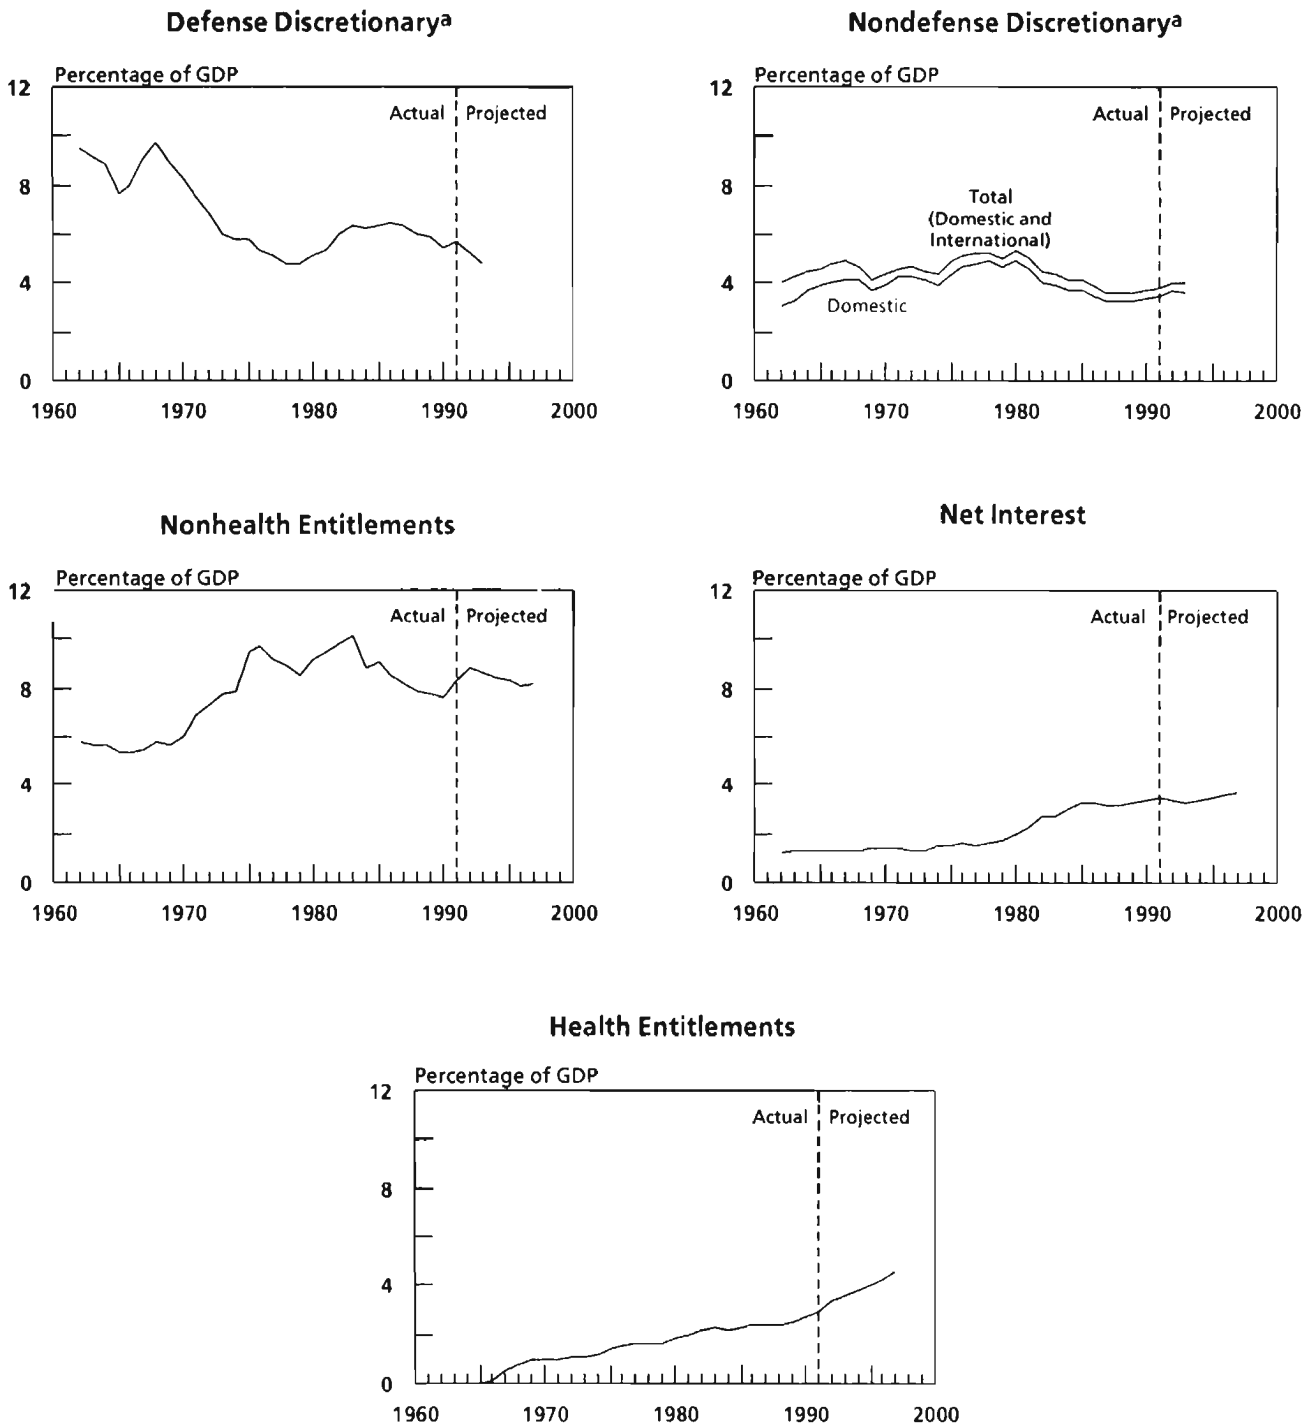 Defense Discretionaryª
Percentage of GDP
12
Actual
Projected
8
4
0
1960
1970
1980
1990
2000
Nondefense Discretionaryª
Percentage of GDP
12
Actual
Projected
8
Total
(Domestic and
International)
4
Domestic
0
1960
1970
1980
1990
2000
Nonhealth Entitlements
Percentage of GDP
12
Actual
Projected
8
4
0
1960
1970
1980
1990
2000
Net Interest
Percentage of GDP
12
Actual
Projected
8
4
0
1960
1970
1980
1990
2000
Health Entitlements
Percentage of GDP
12
Actual
Projected
8
4
0
1960
1970
1980
1990
2000